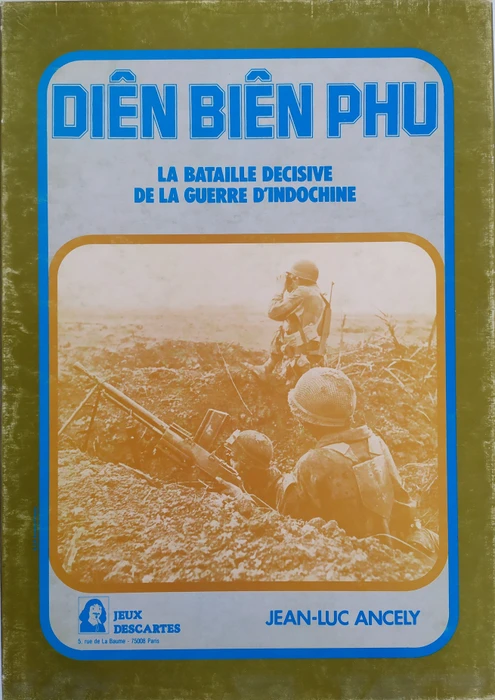 DIÊN BIÊN PHU
LA BATAILLE DECISIVE
DE LA GUERRE D'INDOCHINE
JEUX
DESCARTES
5, rue de La Baume - 75008 Paris
JEAN-LUC ANCELY